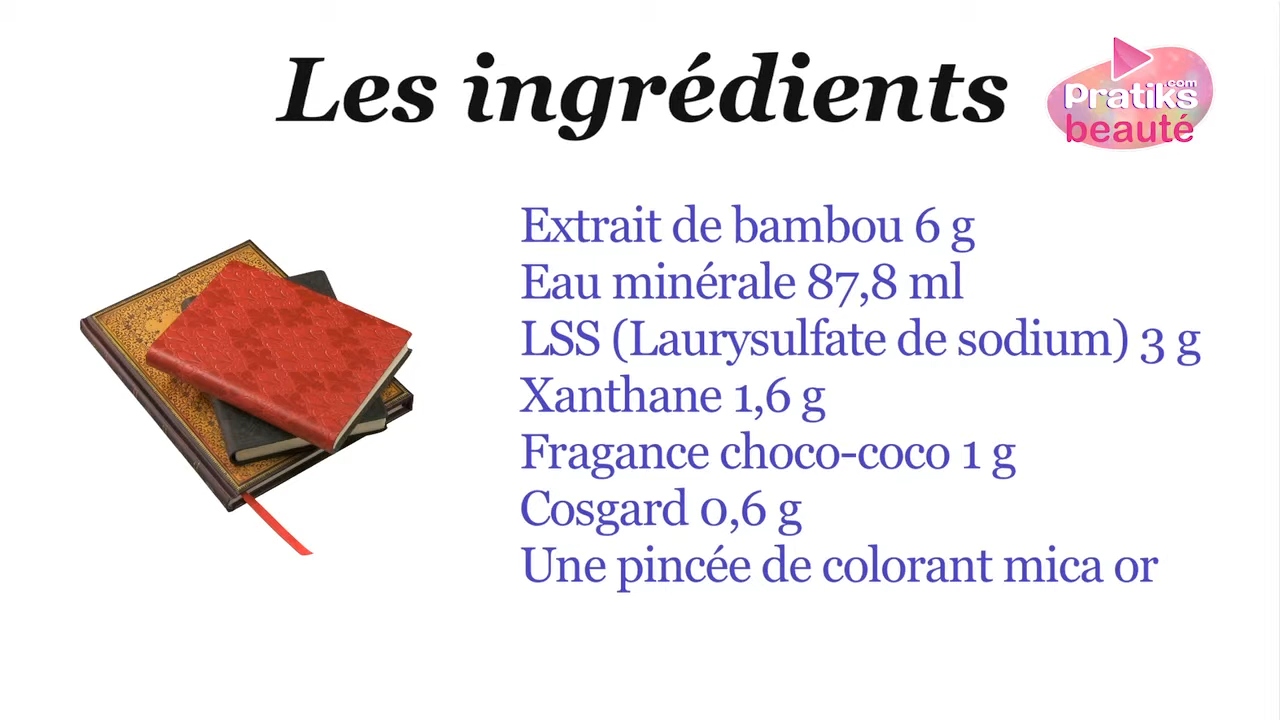 Les ingrédients
Pratiks.com
beauté
Extrait de bambou 6 g
Eau minérale 87,8 ml
LSS (Laurysulfate de sodium) 3 g
Xanthane 1,6 g
Fragance choco-coco 1 g
Cosgard 0,6 g
Une pincée de colorant mica or